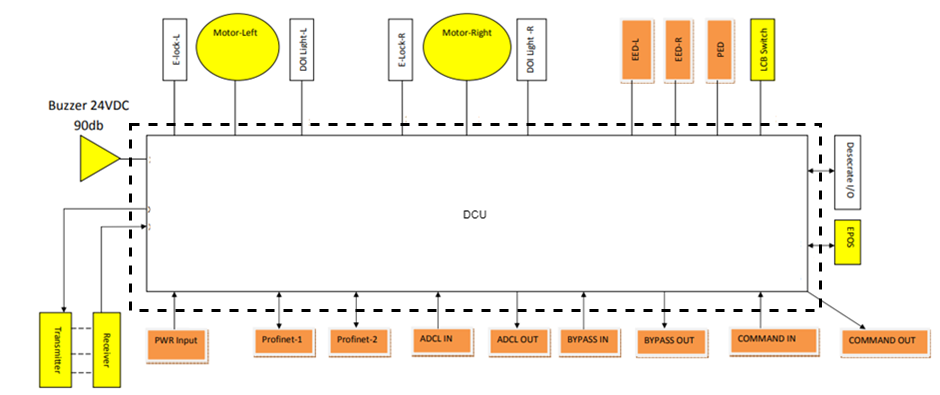 E-lock-L
Motor-Left
DOI Light-L
E-Lock-R
Motor-Right
DOI Light -R
EED-L
EED-R
PED
LCB Switch
Buzzer 24VDC
90db
Desecrate I/O
DCU
EPOS
Transmitter
Receiver
PWR Input
Profinet-1
Profinet-2
ADCL IN
ADCL OUT
BYPASS IN
BYPASS OUT
COMMAND IN
COMMAND OUT